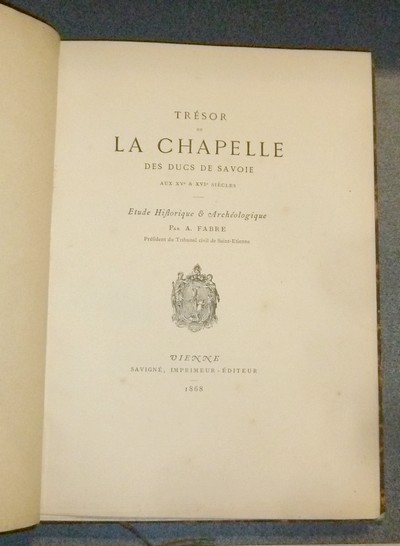 TRÉSOR
DE
LA CHAPELLE
DES DUCS DE SAVOIE
AUX XVe & XVIe SIÈCLES
Etude Historique & Archéologique
PAR A. FABRE
Président du Tribunal civil de Saint-Etienne
VIENNE
SAVIGNÉ, IMPRIMEUR-ÉDITEUR
1868